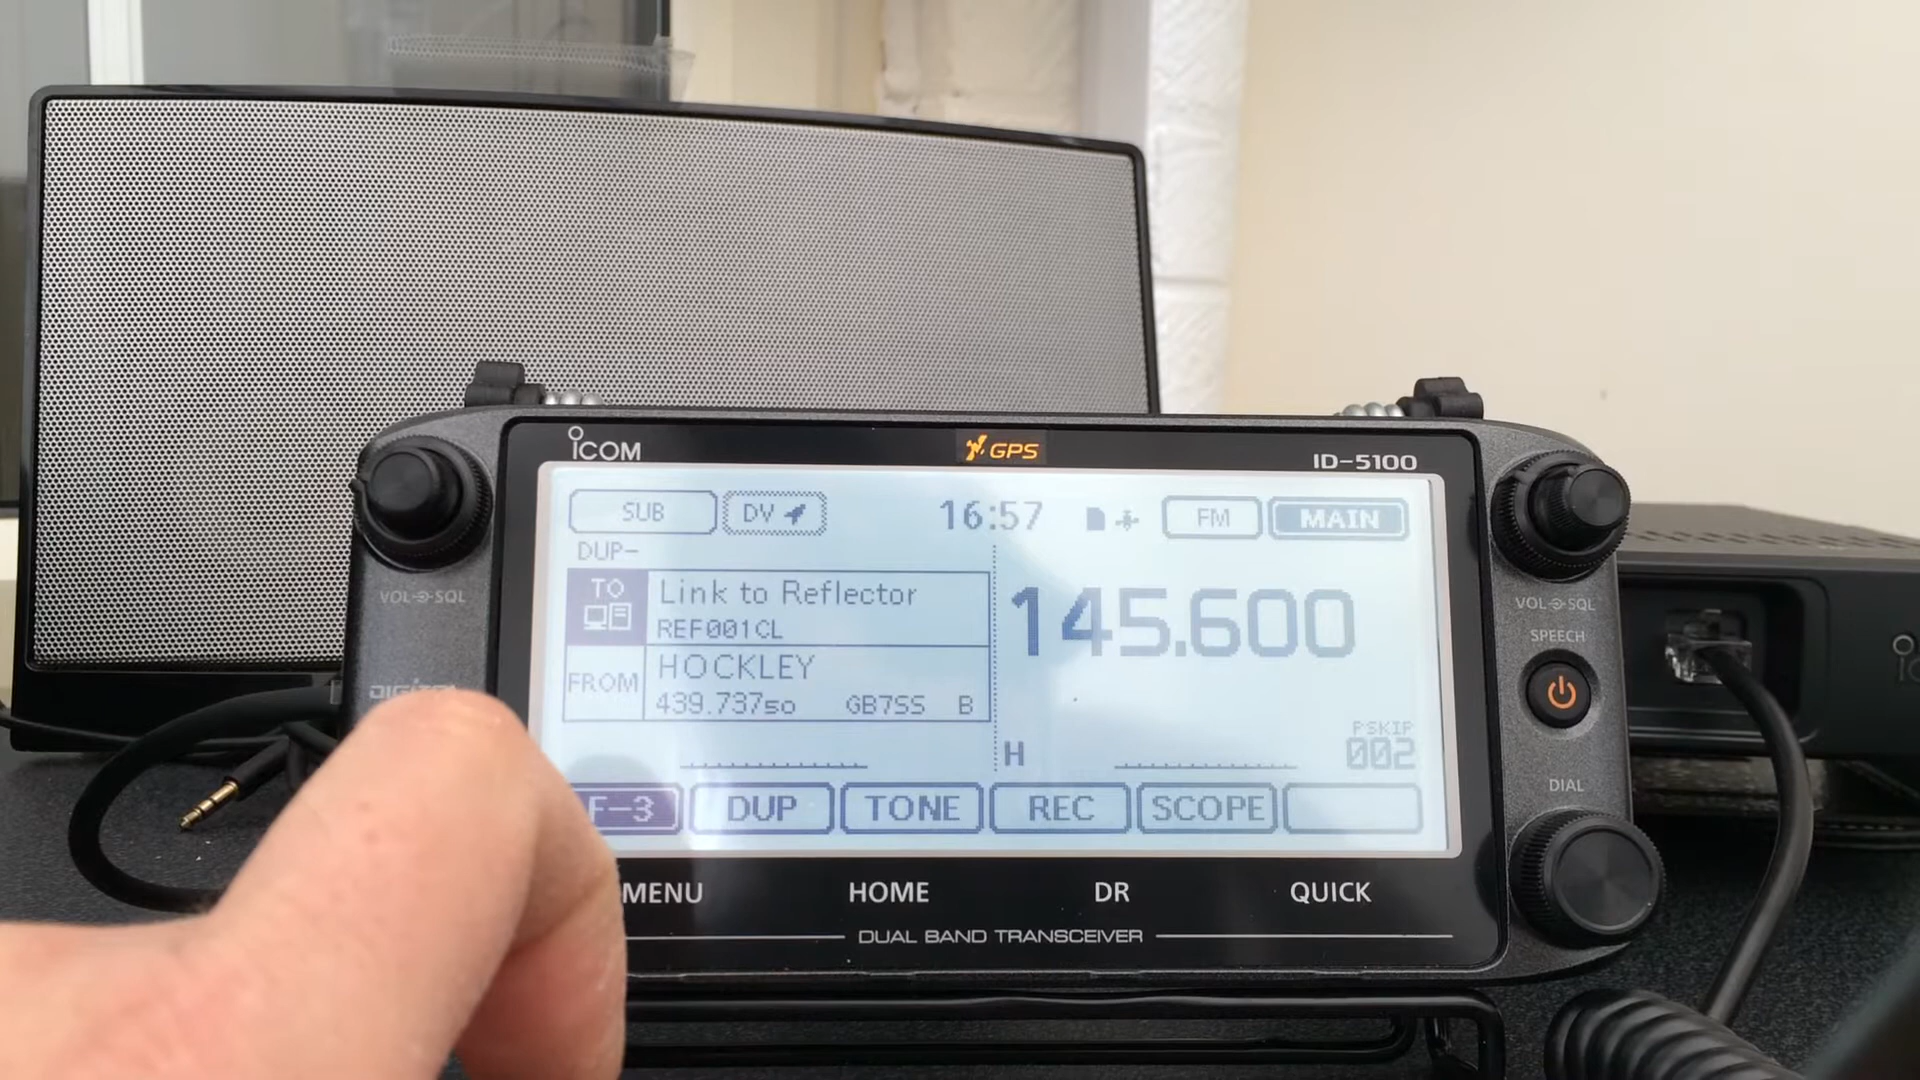 ICOM
GPS
ID-5100
SUB DV 16:57 FM MAIN
DUP-
TO Link to Reflector
REF001CL
145.600
FROM HOCKLEY
439.73750 GB7SS B
H
PSKIP
002
F-3 DUP TONE REC SCOPE
MENU HOME DR QUICK
DUAL BAND TRANSCEIVER
VOL SQL
VOL SQL
SPEECH
DIAL